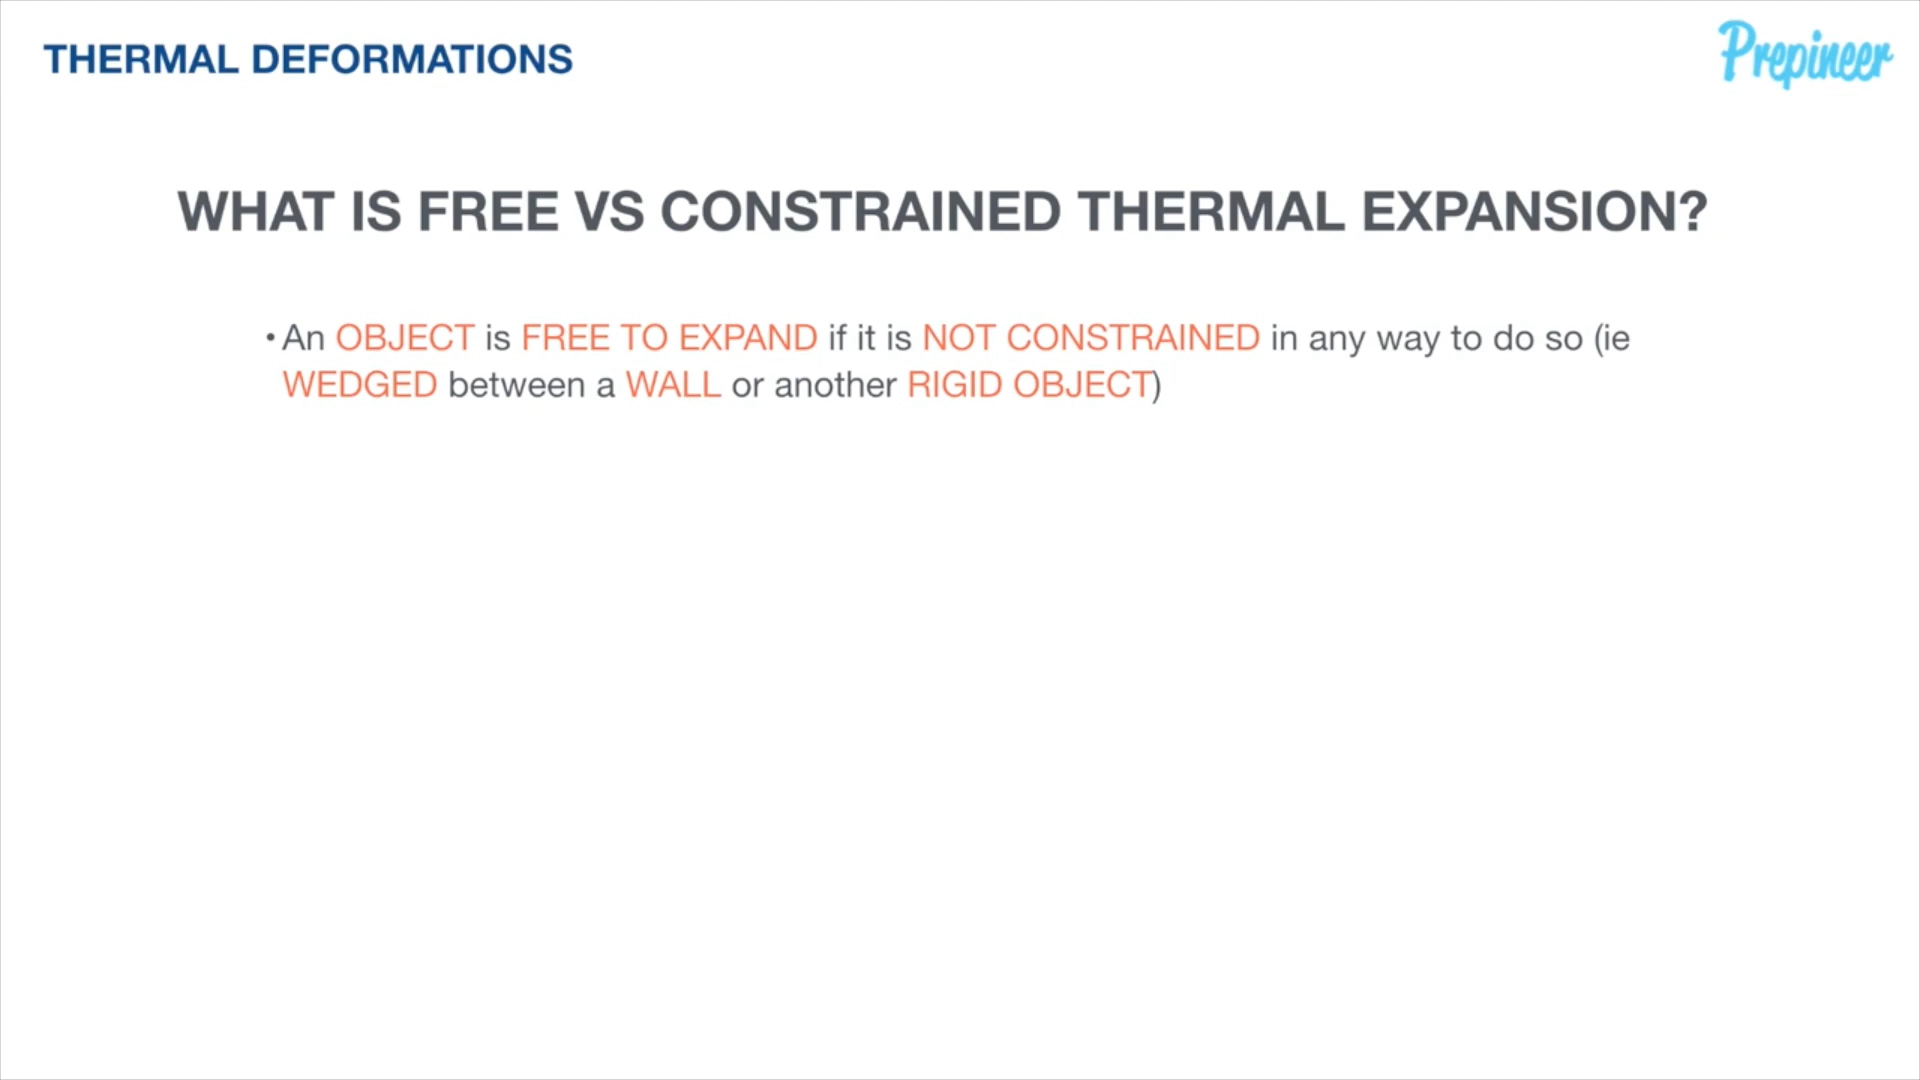 THERMAL DEFORMATIONS
Prepineer
WHAT IS FREE VS CONSTRAINED THERMAL EXPANSION?
• An OBJECT is FREE TO EXPAND if it is NOT CONSTRAINED in any way to do so (ie
WEDGED between a WALL or another RIGID OBJECT)